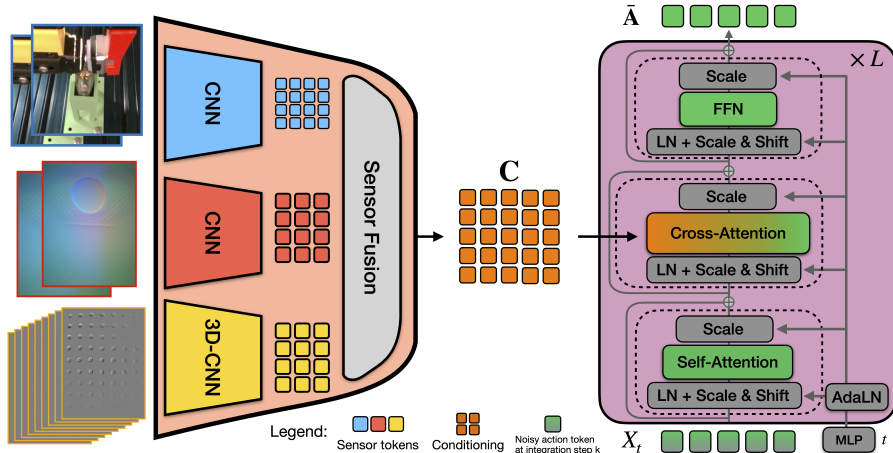 CNN
CNN
3D-CNN
Sensor Fusion
C
Ā
× L
Scale
FFN
LN + Scale & Shift
Scale
Cross-Attention
LN + Scale & Shift
Scale
Self-Attention
LN + Scale & Shift
AdaLN
X_t
MLP
t
Legend:
Sensor tokens
Conditioning
Noisy action token
at integration step k